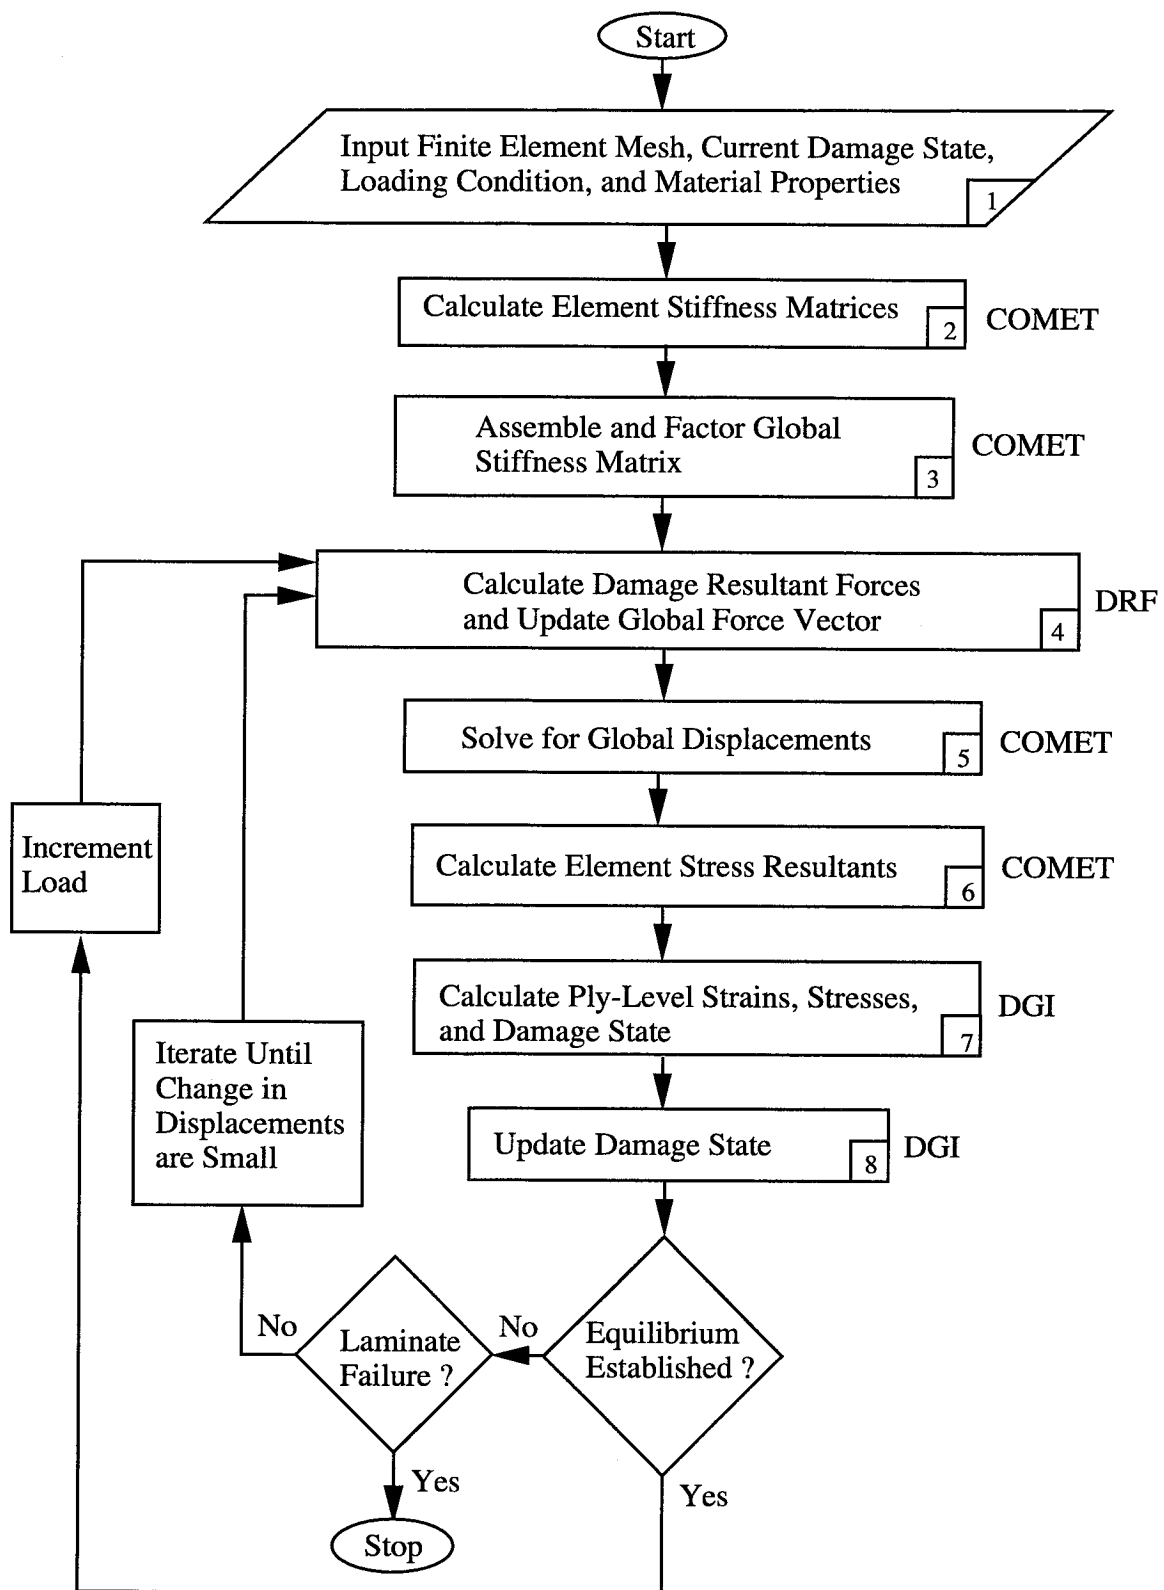 Start
Input Finite Element Mesh, Current Damage State,
Loading Condition, and Material Properties
1
Calculate Element Stiffness Matrices
2
COMET
Assemble and Factor Global
Stiffness Matrix
3
COMET
Calculate Damage Resultant Forces
and Update Global Force Vector
4
DRF
Solve for Global Displacements
5
COMET
Increment
Load
Calculate Element Stress Resultants
6
COMET
Calculate Ply-Level Strains, Stresses,
and Damage State
7
DGI
Iterate Until
Change in
Displacements
are Small
Update Damage State
8
DGI
Equilibrium
Established ?
No
Laminate
Failure ?
No
Yes
Yes
Stop